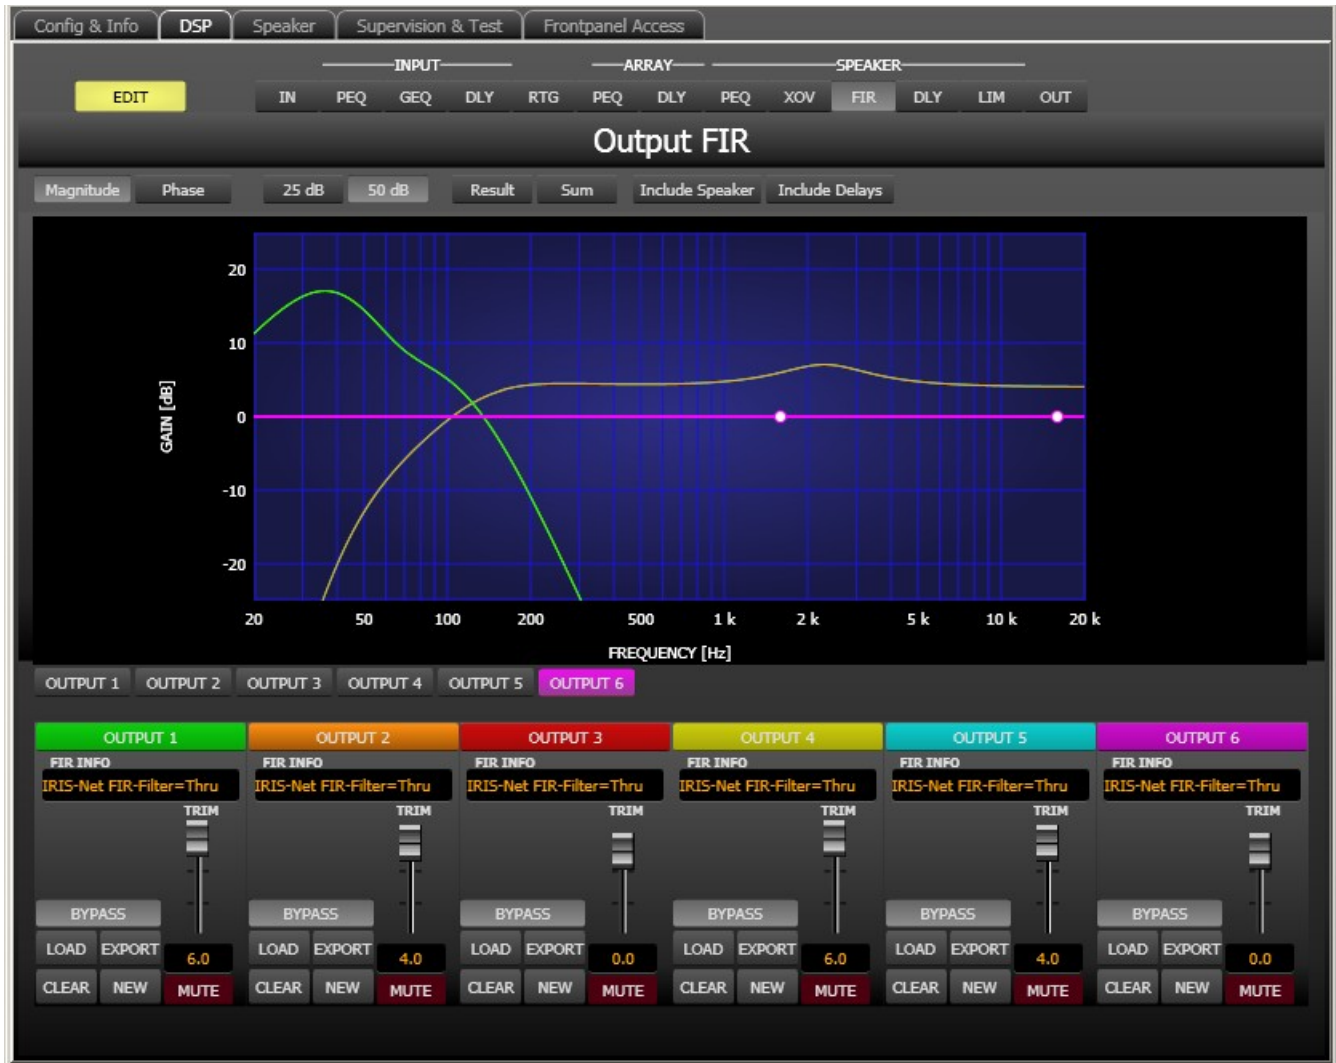 Config & Info DSP Speaker Supervision & Test Frontpanel Access
INPUT ARRAY SPEAKER
EDIT IN PEQ GEQ DLY RTG PEQ DLY PEQ XOV FIR DLY LIM OUT
Output FIR
Magnitude Phase 25 dB 50 dB Result Sum Include Speaker Include Delays
20
10
GAIN [dB]
0
-10
-20
20 50 100 200 500 1 k 2 k 5 k 10 k 20 k
FREQUENCY [Hz]
OUTPUT 1 OUTPUT 2 OUTPUT 3 OUTPUT 4 OUTPUT 5 OUTPUT 6
OUTPUT 1 OUTPUT 2 OUTPUT 3 OUTPUT 4 OUTPUT 5 OUTPUT 6
FIR INFO FIR INFO FIR INFO FIR INFO FIR INFO FIR INFO
IRIS-Net FIR-Filter=Thru IRIS-Net FIR-Filter=Thru IRIS-Net FIR-Filter=Thru IRIS-Net FIR-Filter=Thru IRIS-Net FIR-Filter=Thru IRIS-Net FIR-Filter=Thru
TRIM TRIM TRIM TRIM TRIM TRIM
BYPASS BYPASS BYPASS BYPASS BYPASS BYPASS
LOAD EXPORT 6.0 LOAD EXPORT 4.0 LOAD EXPORT 0.0 LOAD EXPORT 6.0 LOAD EXPORT 4.0 LOAD EXPORT 0.0
CLEAR NEW MUTE CLEAR NEW MUTE CLEAR NEW MUTE CLEAR NEW MUTE CLEAR NEW MUTE CLEAR NEW MUTE